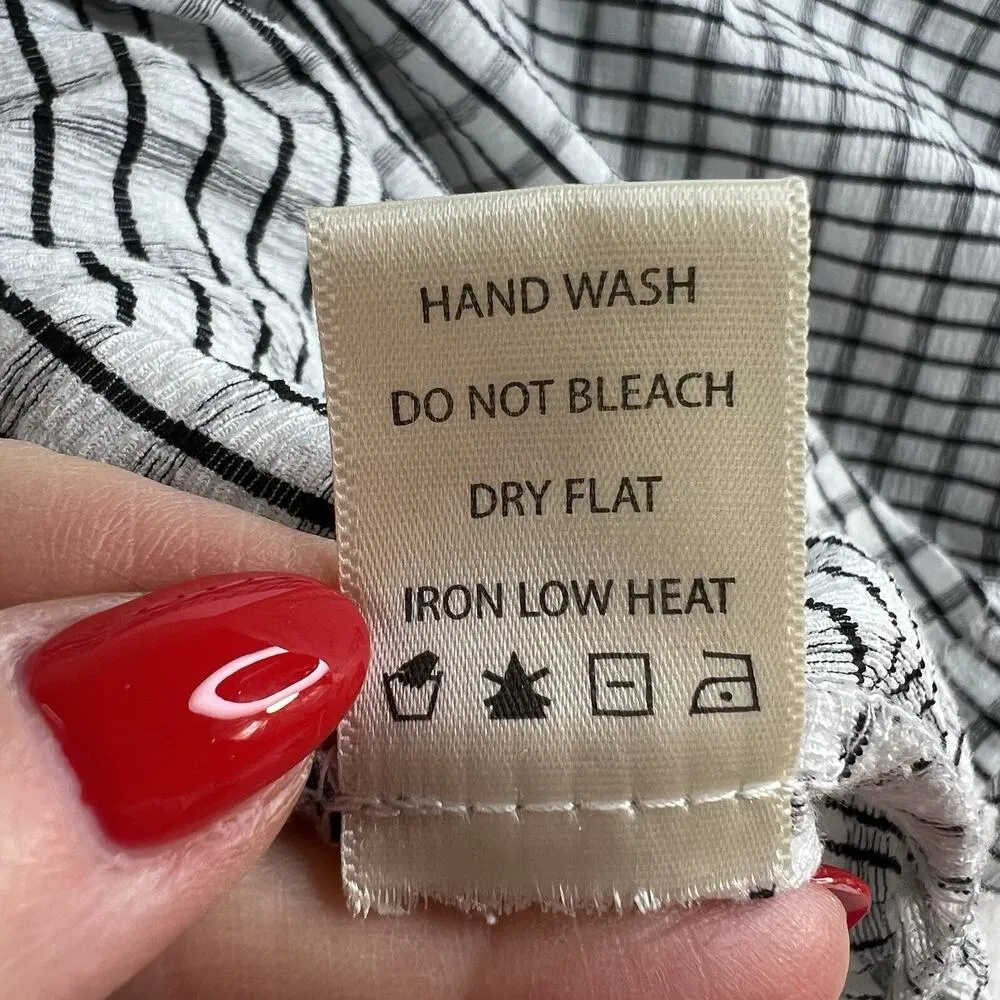 HAND WASH
DO NOT BLEACH
DRY FLAT
IRON LOW HEAT